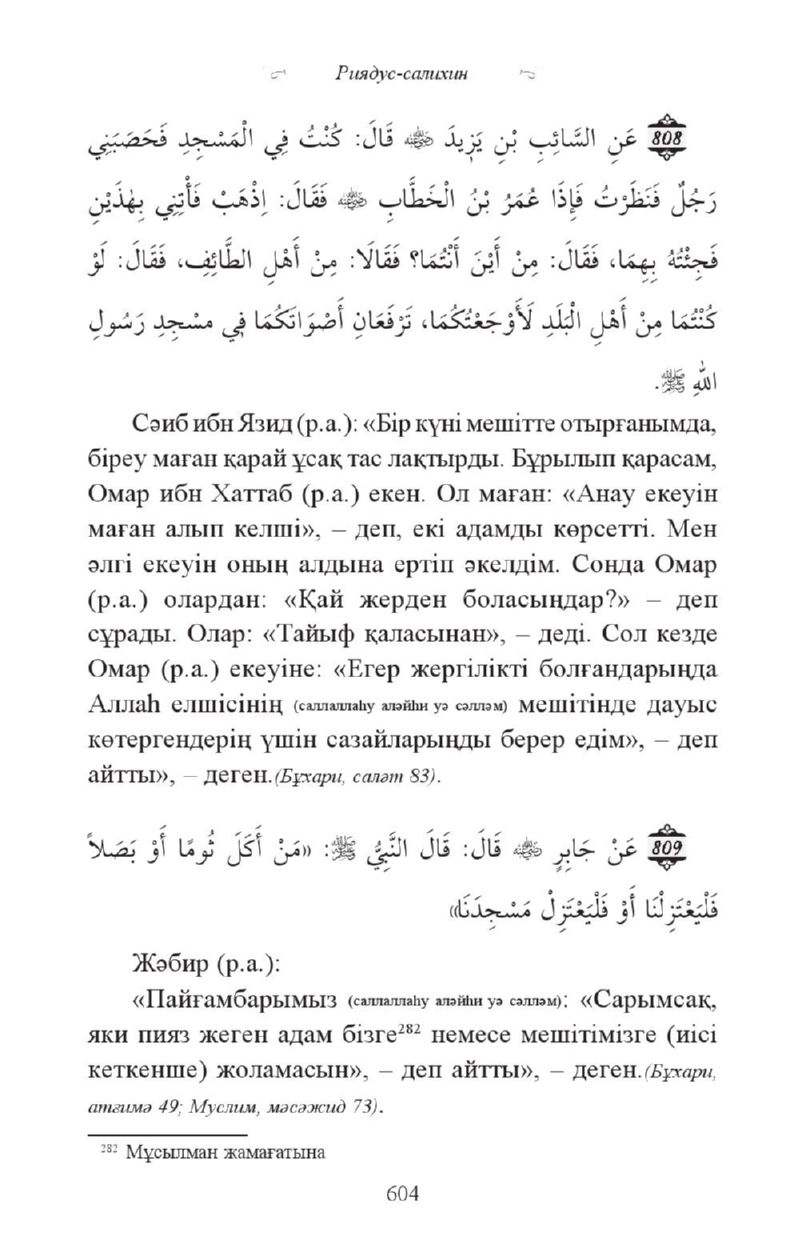 Риядус-салихин
808 عَنِ السَّائِبِ بْنِ يَزِيدَ ﷺ قَالَ: كُنْتُ فِي الْمَسْجِدِ فَحَصَبَنِي
رَجُلٌ فَنَظَرْتُ فَإِذَا عُمَرُ بْنُ الْخَطَّابِ ﷺ فَقَالَ: اِذْهَبْ فَأْتِنِي بِهٰذَيْنِ
فَجِئْتُهُ بِهِمَا، فَقَالَ: مِنْ أَيْنَ أَنْتُمَا؟ فَقَالَا: مِنْ أَهْلِ الطَّائِفِ، فَقَالَ: لَوْ
كُنْتُمَا مِنْ أَهْلِ الْبَلَدِ لَأَوْجَعْتُكُمَا، تَرْفَعَانِ أَصْوَاتَكُمَا فِي مسْجِدِ رَسُولِ
اللهِ ﷺ.
Сәиб ибн Язид (р.а.): «Бір күні мешітте отырғанымда,
біреу маған қарай ұсақ тас лақтырды. Бұрылып қарасам,
Омар ибн Хаттаб (р.а.) екен. Ол маған: «Анау екеуін
маған алып келші», – деп, екі адамды көрсетті. Мен
әлгі екеуін оның алдына ертіп әкелдім. Сонда Омар
(р.а.) олардан: «Қай жерден боласыңдар?» – деп
сұрады. Олар: «Тайыф қаласынан», – деді. Сол кезде
Омар (р.а.) екеуіне: «Егер жергілікті болғандарыңда
Аллаһ елшісінің (саллаллаһу аләйһи уә сәлләм) мешітінде дауыс
көтергендерің үшін сазайларыңды берер едім», – деп
айтты», – деген.(Бұхари, саләт 83).
809 عَنْ جَابِرٍ ﷺ قَالَ: قَالَ النَّبِيُّ ﷺ: «مَنْ أَكَلَ ثُومًا أَوْ بَصَلاً
فَلْيَعْتَزِلْنَا أَوْ فَلْيَعْتَزِلْ مَسْجِدَنَا»
Жәбир (р.а.):
«Пайғамбарымыз (саллаллаһу аләйһи уә сәлләм): «Сарымсақ,
яки пияз жеген адам бізге²⁸² немесе мешітімізге (иісі
кеткенше) жоламасын», – деп айтты», – деген.(Бұхари,
атғимә 49; Муслим, мәсәжид 73).
²⁸² Мұсылман жамағатына
604